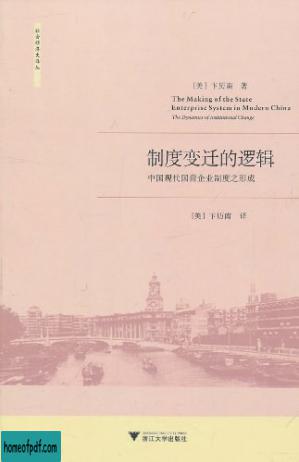 社会经济史译丛
[美] 卞历南 著
The Making of the State
Enterprise System in Modern China
The Dynamics of Institutional Change
制度变迁的逻辑
中国现代国营企业制度之形成
[美] 卞历南 译
浙江大学出版社
homeofpdf.com